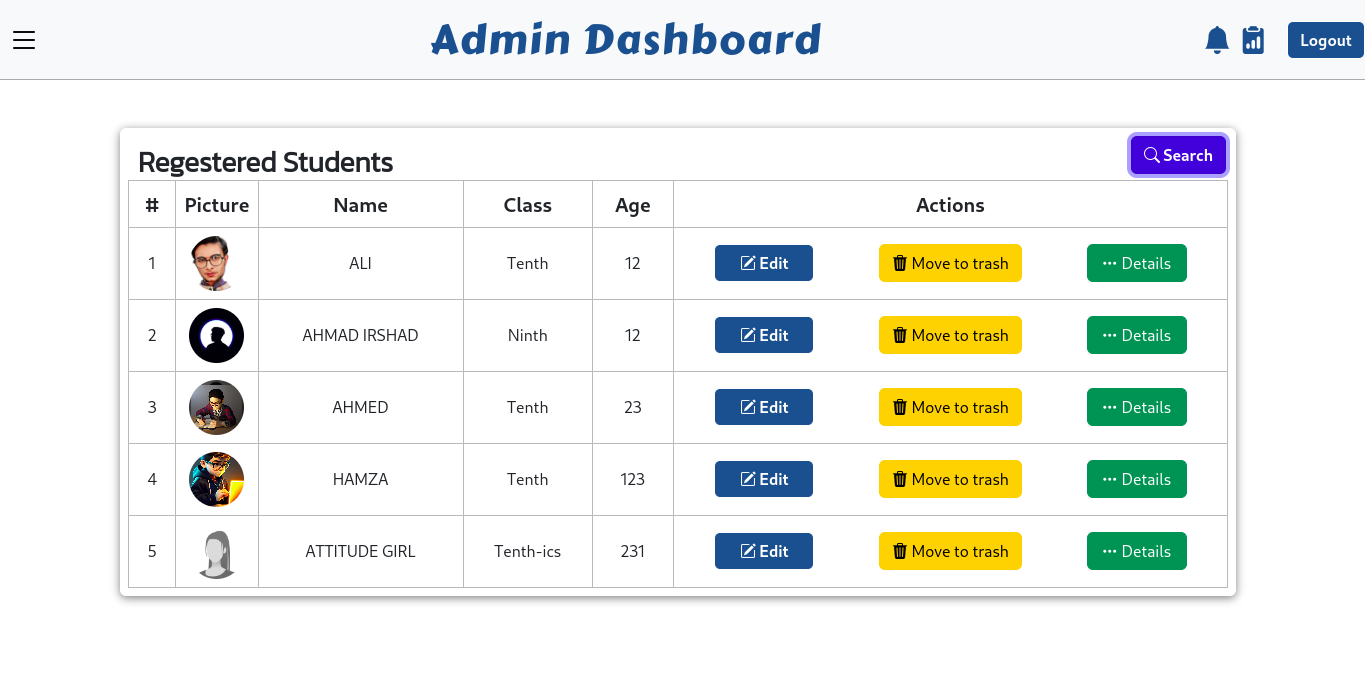 Admin Dashboard
Logout
Regestered Students
Search
# Picture Name Class Age Actions
1 ALI Tenth 12 Edit Move to trash ··· Details
2 AHMAD IRSHAD Ninth 12 Edit Move to trash ··· Details
3 AHMED Tenth 23 Edit Move to trash ··· Details
4 HAMZA Tenth 123 Edit Move to trash ··· Details
5 ATTITUDE GIRL Tenth-ics 231 Edit Move to trash ··· Details